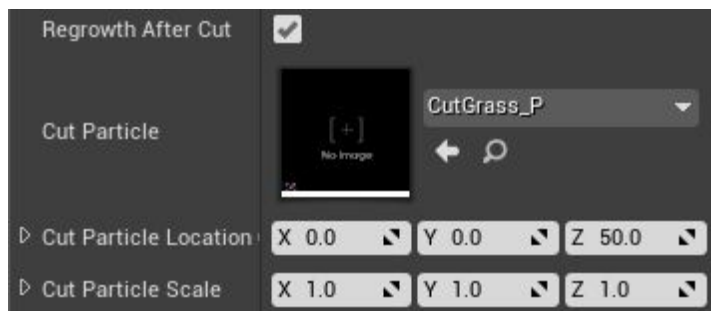 Regrowth After Cut
Cut Particle
No Image
CutGrass_P
Cut Particle Location X 0.0 Y 0.0 Z 50.0
Cut Particle Scale X 1.0 Y 1.0 Z 1.0